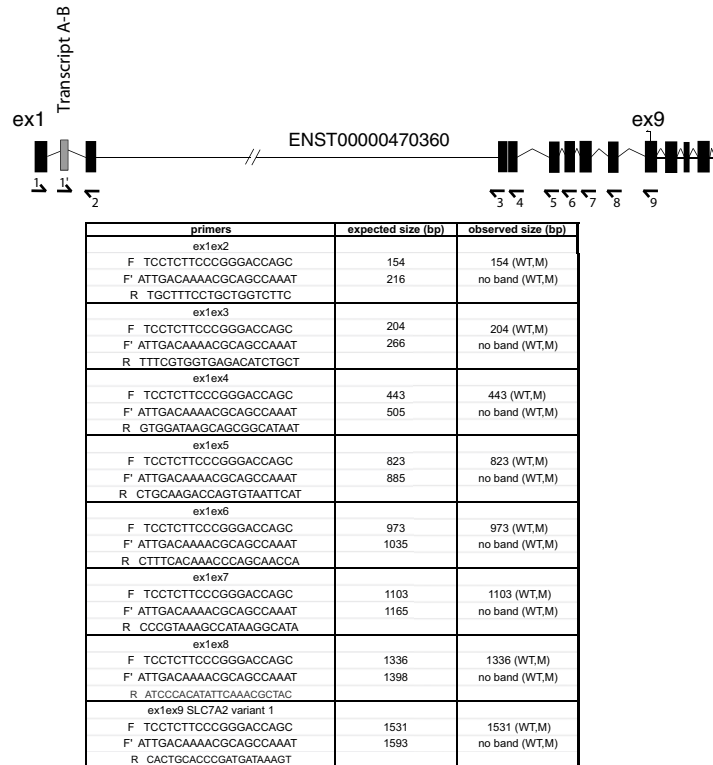 Transcript A-B
ex1
ENST00000470360
ex9
1 1' 2 3 4 5 6 7 8 9
primers expected size (bp) observed size (bp)
ex1ex2
F TCCTCTTCCCGGGACCAGC 154 154 (WT,M)
F' ATTGACAAAACGCAGCCAAAT 216 no band (WT,M)
R TGCTTTCCTGCTGGTCTTC
ex1ex3
F TCCTCTTCCCGGGACCAGC 204 204 (WT,M)
F' ATTGACAAAACGCAGCCAAAT 266 no band (WT,M)
R TTTCGTGGTGAGACATCTGCT
ex1ex4
F TCCTCTTCCCGGGACCAGC 443 443 (WT,M)
F' ATTGACAAAACGCAGCCAAAT 505 no band (WT,M)
R GTGGATAAGCAGCGGCATAAT
ex1ex5
F TCCTCTTCCCGGGACCAGC 823 823 (WT,M)
F' ATTGACAAAACGCAGCCAAAT 885 no band (WT,M)
R CTGCAAGACCAGTGTAATTCAT
ex1ex6
F TCCTCTTCCCGGGACCAGC 973 973 (WT,M)
F' ATTGACAAAACGCAGCCAAAT 1035 no band (WT,M)
R CTTTCACAAACCCAGCAACCA
ex1ex7
F TCCTCTTCCCGGGACCAGC 1103 1103 (WT,M)
F' ATTGACAAAACGCAGCCAAAT 1165 no band (WT,M)
R CCCGTAAAGCCATAAGGCATA
ex1ex8
F TCCTCTTCCCGGGACCAGC 1336 1336 (WT,M)
F' ATTGACAAAACGCAGCCAAAT 1398 no band (WT,M)
R ATCCCACATATTCAAACGCTAC
ex1ex9 SLC7A2 variant 1
F TCCTCTTCCCGGGACCAGC 1531 1531 (WT,M)
F' ATTGACAAAACGCAGCCAAAT 1593 no band (WT,M)
R CACTGCACCCGATGATAAAGT